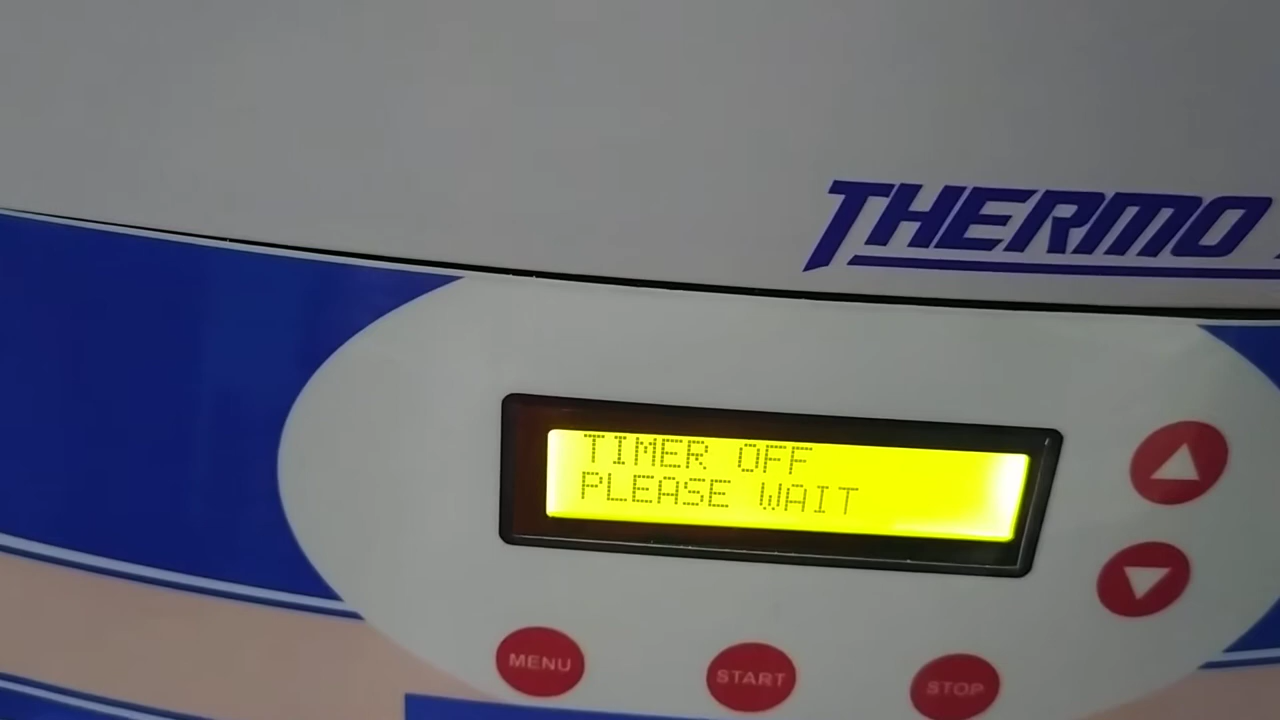 THERMO
TIMER OFF
PLEASE WAIT
MENU
START
STOP